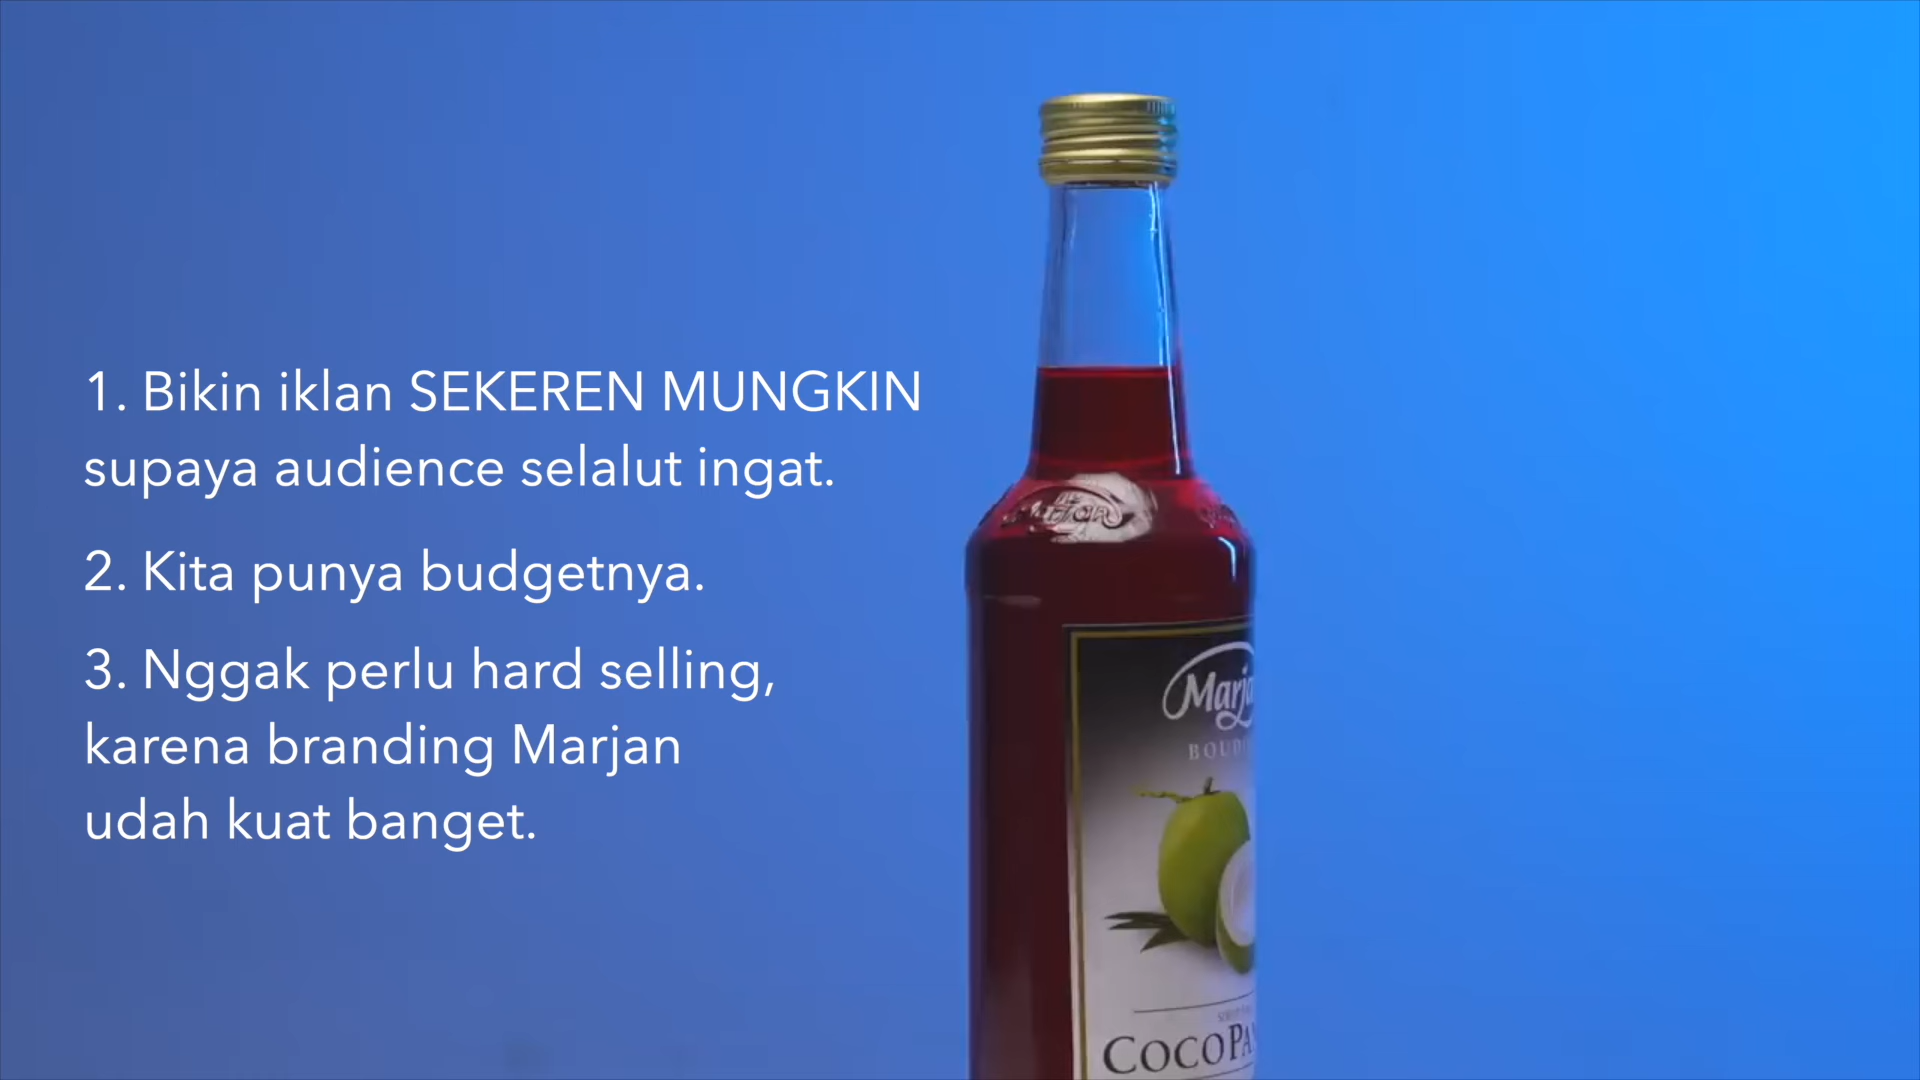 1. Bikin iklan SEKEREN MUNGKIN
supaya audience selalut ingat.
2. Kita punya budgetnya.
3. Nggak perlu hard selling,
karena branding Marjan
udah kuat banget.
Marjan